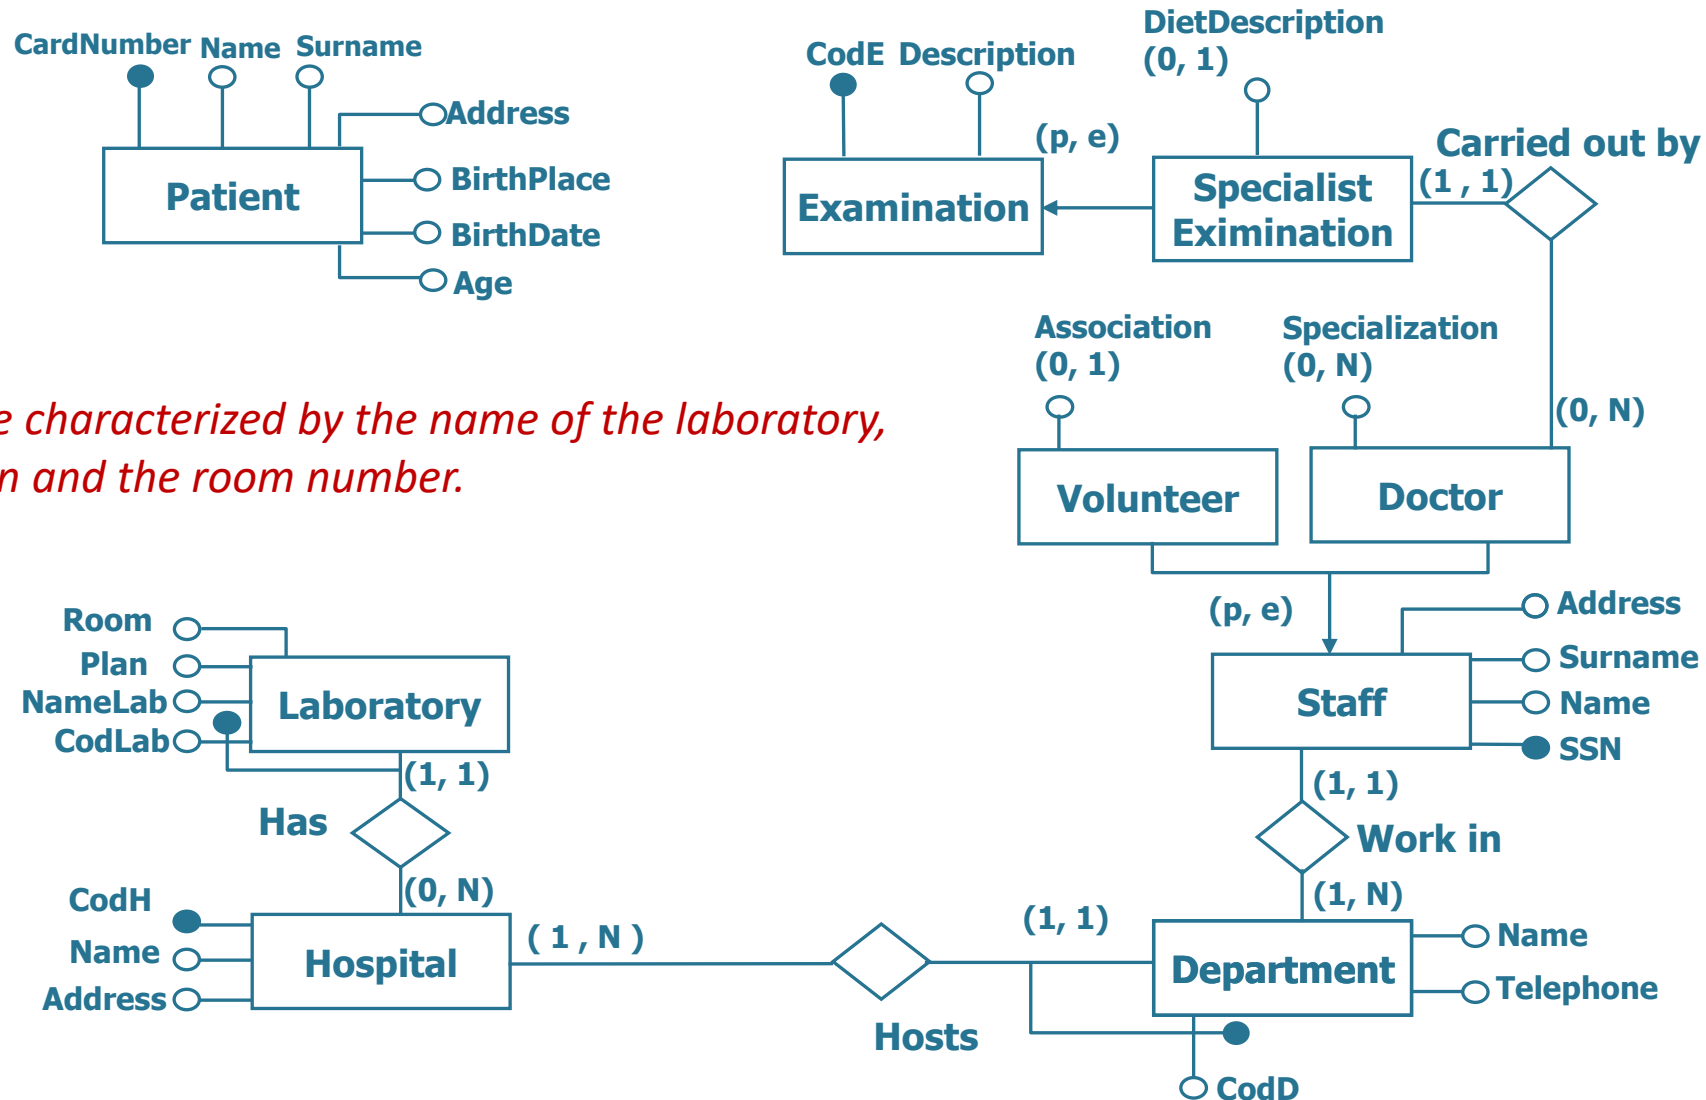 CardNumber Name Surname
Address
BirthPlace
BirthDate
Age
Patient
CodE Description
DietDescription
(0, 1)
(p, e)
Examination
Specialist
Eximination
Carried out by
(1 , 1)
(0, N)
Association
(0, 1)
Specialization
(0, N)
Volunteer
Doctor
e characterized by the name of the laboratory,
n and the room number.
(p, e)
Address
Surname
Name
SSN
Staff
Room
Plan
NameLab
CodLab
Laboratory
(1, 1)
Has
(0, N)
(1, 1)
Work in
(1, N)
CodH
Name
Address
Hospital
( 1 , N )
Hosts
(1, 1)
Department
Name
Telephone
CodD